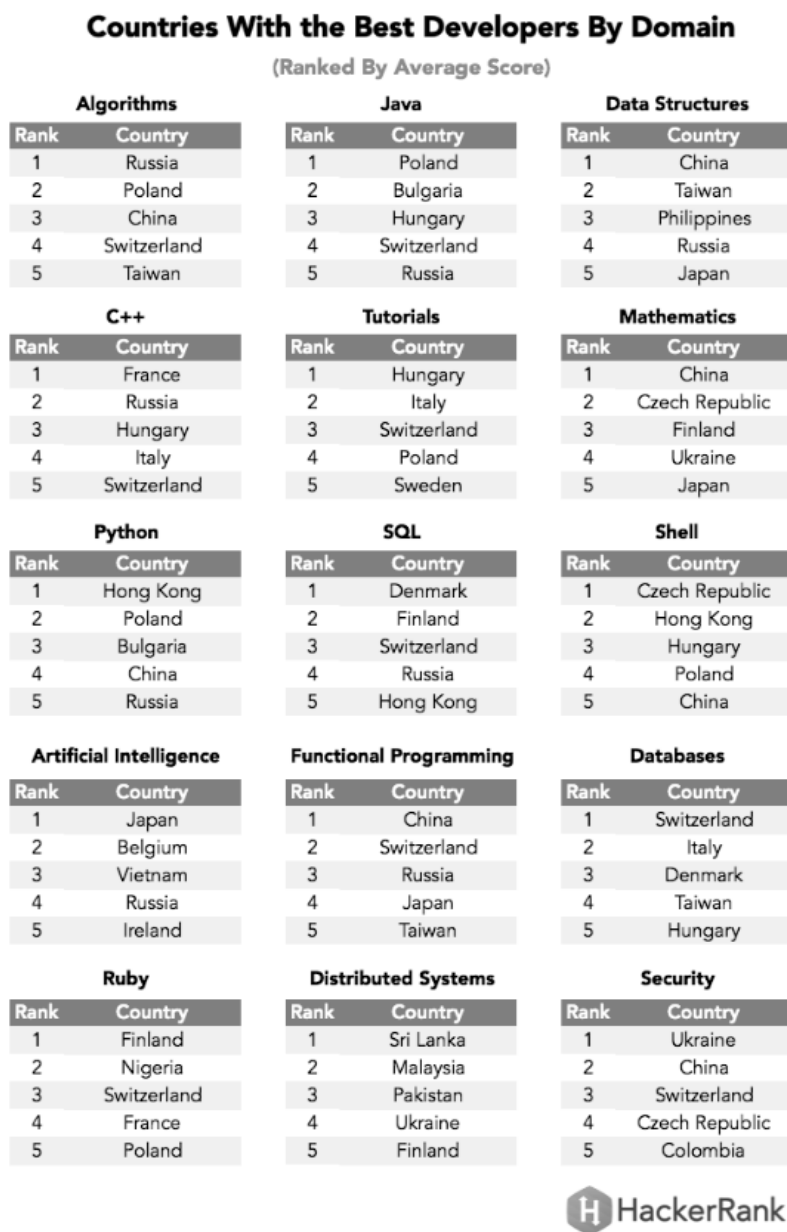 Countries With the Best Developers By Domain
(Ranked By Average Score)
Algorithms
Rank Country
1 Russia
2 Poland
3 China
4 Switzerland
5 Taiwan
Java
Rank Country
1 Poland
2 Bulgaria
3 Hungary
4 Switzerland
5 Russia
Data Structures
Rank Country
1 China
2 Taiwan
3 Philippines
4 Russia
5 Japan
C++
Rank Country
1 France
2 Russia
3 Hungary
4 Italy
5 Switzerland
Tutorials
Rank Country
1 Hungary
2 Italy
3 Switzerland
4 Poland
5 Sweden
Mathematics
Rank Country
1 China
2 Czech Republic
3 Finland
4 Ukraine
5 Japan
Python
Rank Country
1 Hong Kong
2 Poland
3 Bulgaria
4 China
5 Russia
SQL
Rank Country
1 Denmark
2 Finland
3 Switzerland
4 Russia
5 Hong Kong
Shell
Rank Country
1 Czech Republic
2 Hong Kong
3 Hungary
4 Poland
5 China
Artificial Intelligence
Rank Country
1 Japan
2 Belgium
3 Vietnam
4 Russia
5 Ireland
Functional Programming
Rank Country
1 China
2 Switzerland
3 Russia
4 Japan
5 Taiwan
Databases
Rank Country
1 Switzerland
2 Italy
3 Denmark
4 Taiwan
5 Hungary
Ruby
Rank Country
1 Finland
2 Nigeria
3 Switzerland
4 France
5 Poland
Distributed Systems
Rank Country
1 Sri Lanka
2 Malaysia
3 Pakistan
4 Ukraine
5 Finland
Security
Rank Country
1 Ukraine
2 China
3 Switzerland
4 Czech Republic
5 Colombia
H HackerRank